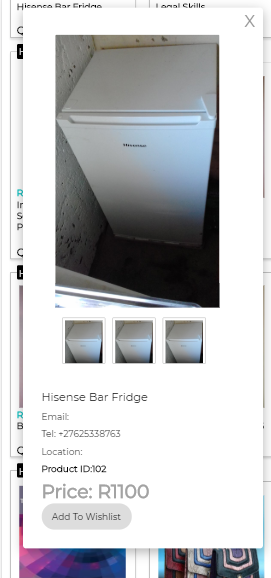 Hisense Bar Fridge
Legal Skills
X
Hisense
Hisense Bar Fridge
Email:
Tel: +27625338763
Location:
Product ID:102
Price: R1100
Add To Wishlist